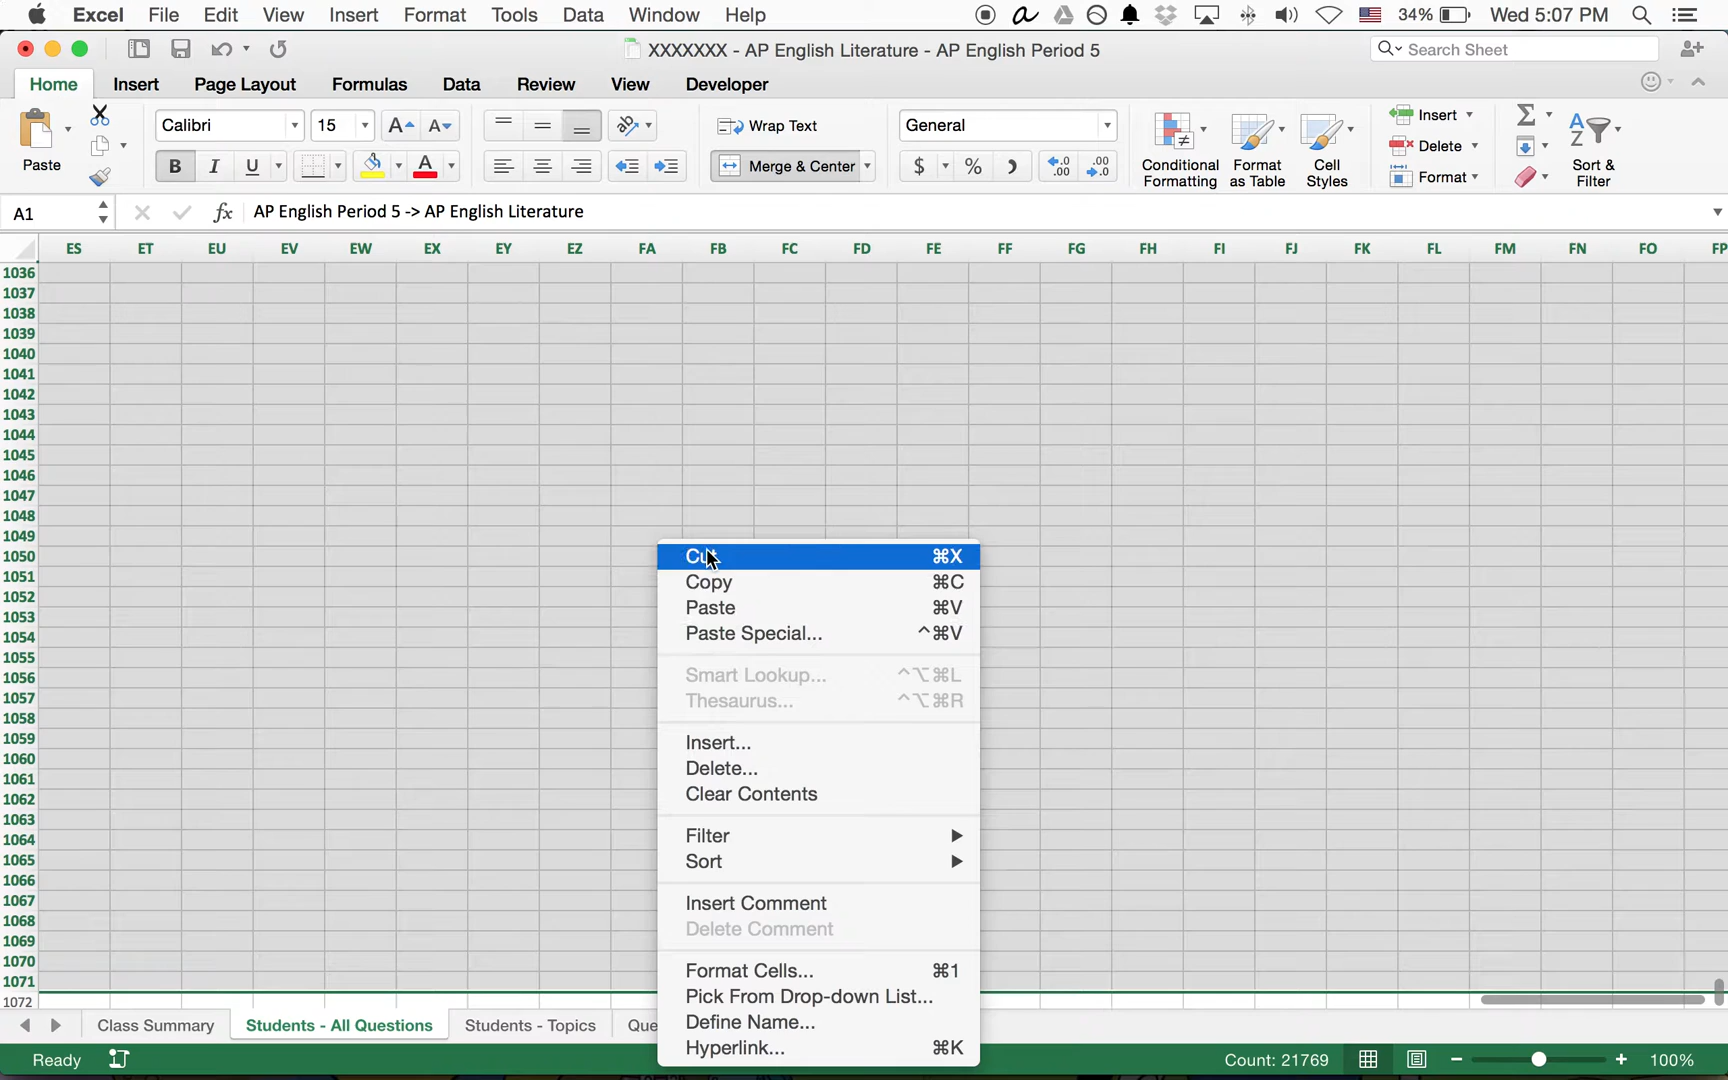 Excel File Edit View Insert Format Tools Data Window Help 34% Wed 5:07 PM
XXXXXXX - AP English Literature - AP English Period 5 Search Sheet
Home Insert Page Layout Formulas Data Review View Developer
Paste Calibri 15 A A Wrap Text General
B I U A Merge & Center $ % .0 .00 .00 .0
Conditional Formatting Format as Table Cell Styles Insert Delete Format Sort & Filter
A1 fx AP English Period 5 -> AP English Literature
ES ET EU EV EW EX EY EZ FA FB FC FD FE FF FG FH FI FJ FK FL FM FN FO FP
1036
1037
1038
1039
1040
1041
1042
1043
1044
1045
1046
1047
1048
1049
1050
1051
1052
1053
1054
1055
1056
1057
1058
1059
1060
1061
1062
1063
1064
1065
1066
1067
1068
1069
1070
1071
1072
Cut ⌘X
Copy ⌘C
Paste ⌘V
Paste Special... ^⌘V
Smart Lookup... ^⌥⌘L
Thesaurus... ^⌥⌘R
Insert...
Delete...
Clear Contents
Filter
Sort
Insert Comment
Delete Comment
Format Cells... ⌘1
Pick From Drop-down List...
Define Name...
Hyperlink... ⌘K
Class Summary Students - All Questions Students - Topics Que
Ready Count: 21769 100%